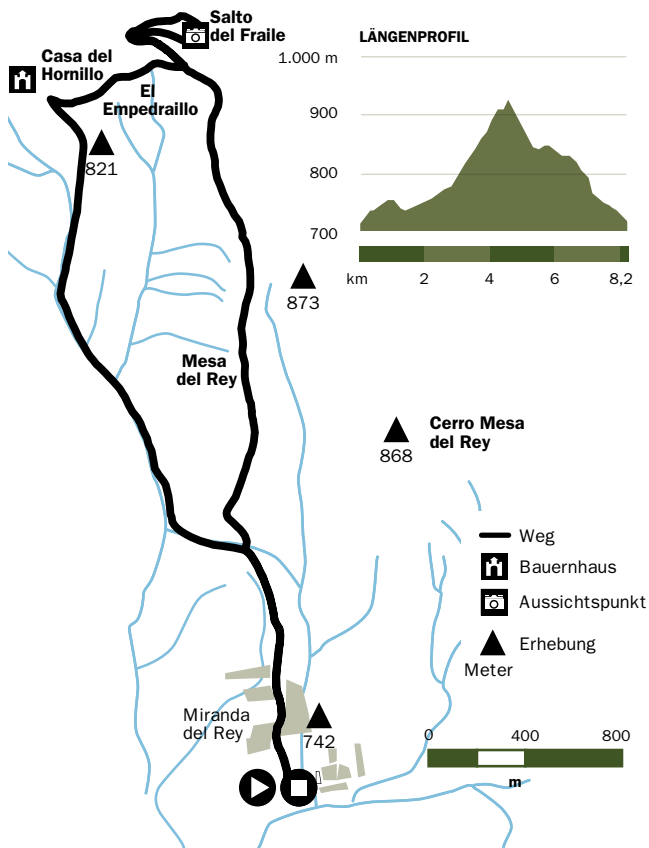 Salto
del Fraile
Casa del
Hornillo
El
Empedraillo
821
LÄNGENPROFIL
1.000 m
900
800
700
km 2 4 6 8,2
873
Mesa
del Rey
868
Cerro Mesa
del Rey
Weg
Bauernhaus
Aussichtspunkt
Erhebung
Meter
Miranda
del Rey
742
0 400 800
m